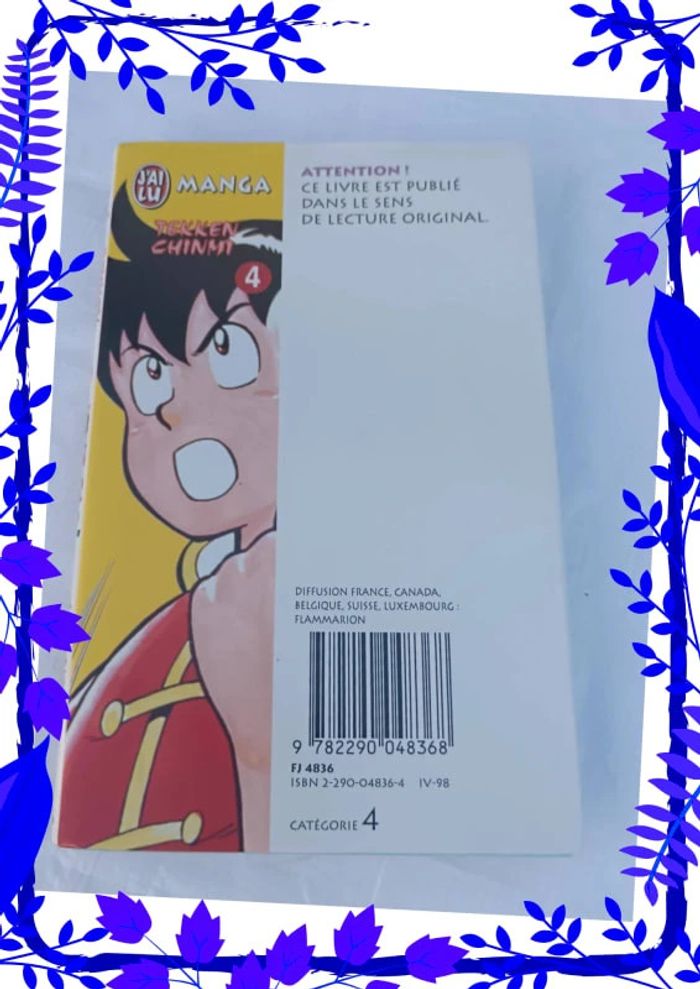 J'AI
LU
MANGA
TEKKEN
CHINMI
4
ATTENTION !
CE LIVRE EST PUBLIÉ
DANS LE SENS
DE LECTURE ORIGINAL.
DIFFUSION FRANCE, CANADA,
BELGIQUE, SUISSE, LUXEMBOURG :
FLAMMARION
9 782290 048368
FJ 4836
ISBN 2-290-04836-4 IV-98
CATÉGORIE 4